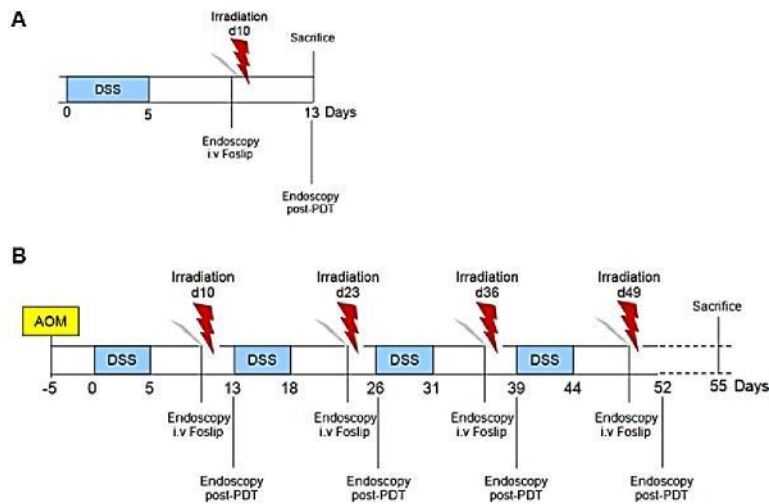 A
Irradiation
d10
Sacrifice
DSS
0 5 13 Days
Endoscopy
i.v Foslip
Endoscopy
post-PDT
B
Irradiation
d10
Irradiation
d23
Irradiation
d36
Irradiation
d49
Sacrifice
AOM
DSS DSS DSS DSS
-5 0 5 13 18 26 31 39 44 52 55 Days
Endoscopy
i.v Foslip
Endoscopy
i.v Foslip
Endoscopy
i.v Foslip
Endoscopy
i.v Foslip
Endoscopy
post-PDT
Endoscopy
post-PDT
Endoscopy
post-PDT
Endoscopy
post-PDT